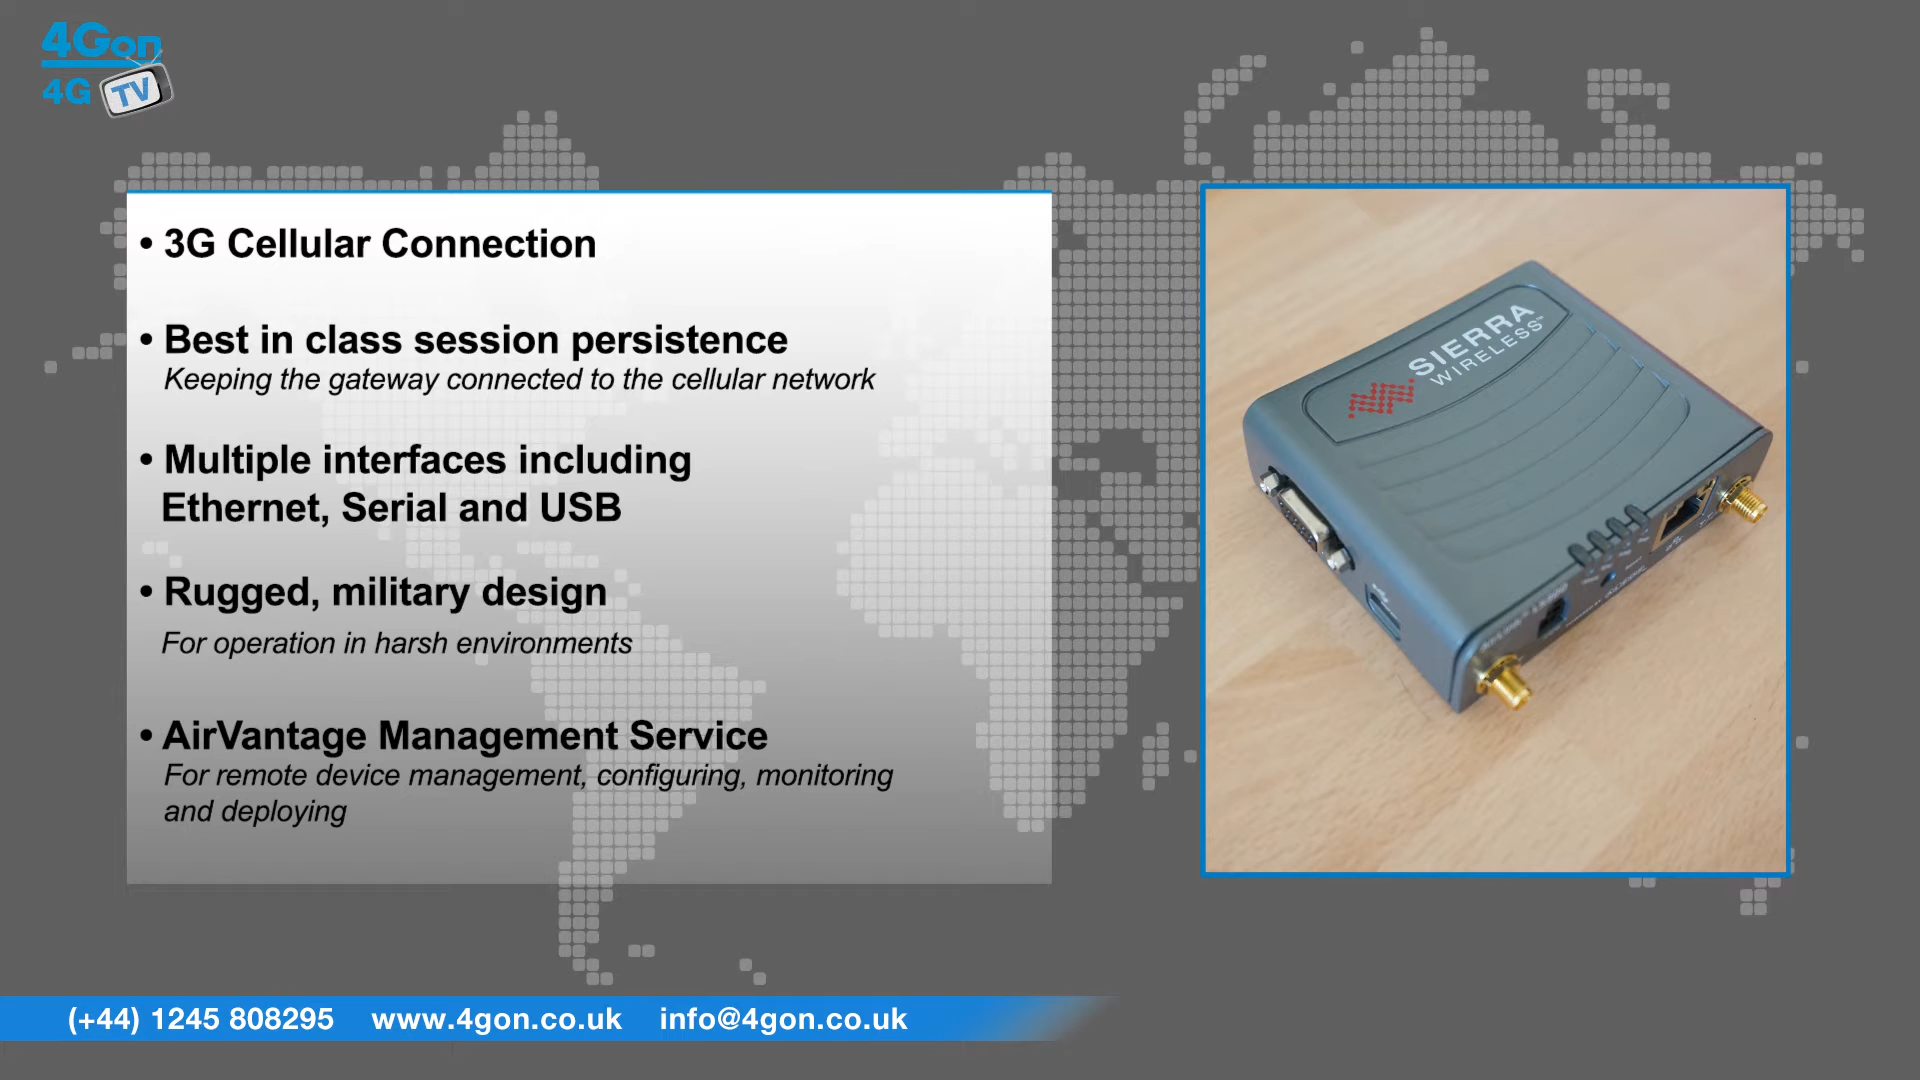 4Gon
4G TV
• 3G Cellular Connection
• Best in class session persistence
Keeping the gateway connected to the cellular network
• Multiple interfaces including
Ethernet, Serial and USB
• Rugged, military design
For operation in harsh environments
• AirVantage Management Service
For remote device management, configuring, monitoring
and deploying
SIERRA
WIRELESS™
(+44) 1245 808295 www.4gon.co.uk info@4gon.co.uk